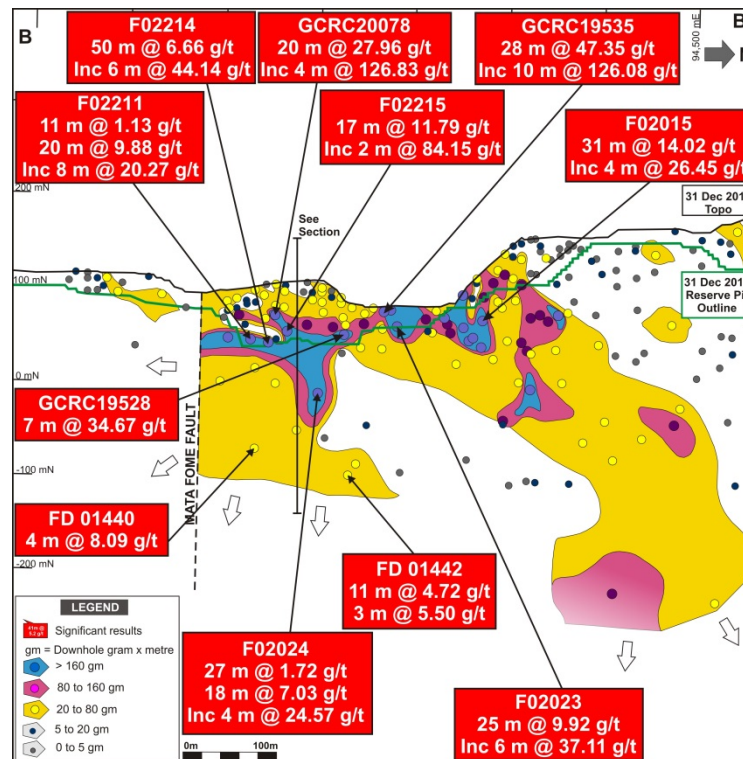 B
F02214
50 m @ 6.66 g/t
Inc 6 m @ 44.14 g/t
GCRC20078
20 m @ 27.96 g/t
Inc 4 m @ 126.83 g/t
GCRC19535
28 m @ 47.35 g/t
Inc 10 m @ 126.08 g/t
94,500 mE
B
F02211
11 m @ 1.13 g/t
20 m @ 9.88 g/t
Inc 8 m @ 20.27 g/t
F02215
17 m @ 11.79 g/t
Inc 2 m @ 84.15 g/t
F02015
31 m @ 14.02 g/t
Inc 4 m @ 26.45 g/t
200 mN
See
Section
31 Dec 201
Topo
100 mN
31 Dec 201
Reserve Pi
Outline
0 mN
GCRC19528
7 m @ 34.67 g/t
MATA FOME FAULT
-100 mN
FD 01440
4 m @ 8.09 g/t
FD 01442
11 m @ 4.72 g/t
3 m @ 5.50 g/t
-200 mN
LEGEND
Significant results
gm = Downhole gram x metre
> 160 gm
80 to 160 gm
20 to 80 gm
5 to 20 gm
0 to 5 gm
F02024
27 m @ 1.72 g/t
18 m @ 7.03 g/t
Inc 4 m @ 24.57 g/t
F02023
25 m @ 9.92 g/t
Inc 6 m @ 37.11 g/t
0m
100m